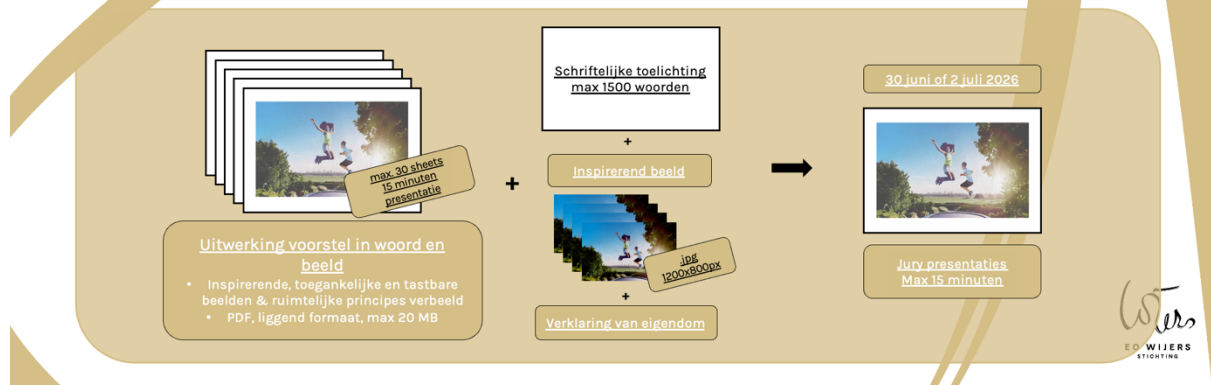 max. 30 sheets
15 minuten
presentatie
Uitwerking voorstel in woord en
beeld
• Inspirerende, toegankelijke en tastbare
beelden & ruimtelijke principes verbeeld
• PDF, liggend formaat, max 20 MB
+
Schriftelijke toelichting
max 1500 woorden
+
Inspirerend beeld
.jpg
1200x800px
+
Verklaring van eigendom
30 juni of 2 juli 2026
Jury presentaties
Max 15 minuten
EO WIJERS
STICHTING